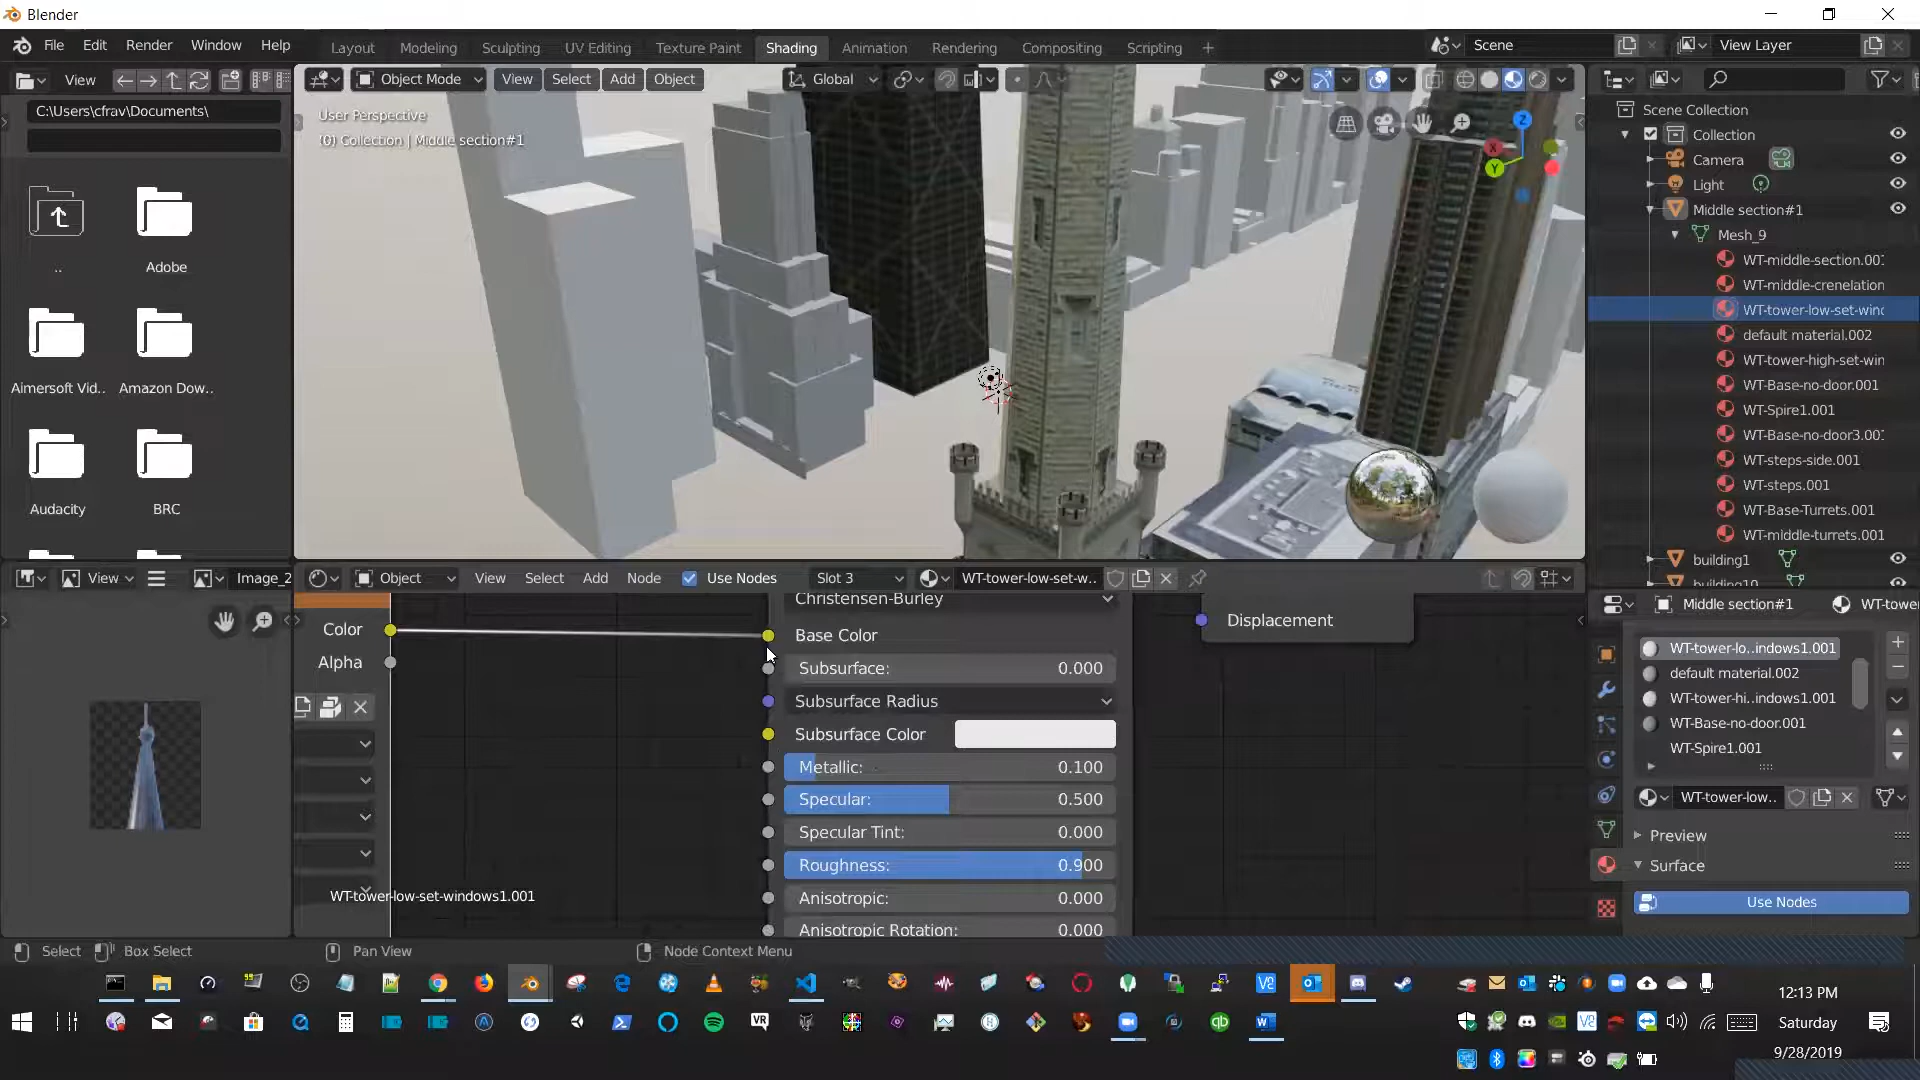 Blender
File Edit Render Window Help
Layout Modeling Sculpting UV Editing Texture Paint Shading Animation Rendering Compositing Scripting +
Scene
View Layer
View
Object Mode View Select Add Object
Global
C:\Users\cfrav\Documents\
User Perspective
(0) Collection | Middle section#1
..
Adobe
Aimersoft Vid..
Amazon Dow..
Audacity
BRC
Z
X
Y
Scene Collection
Collection
Camera
Light
Middle section#1
Mesh_9
WT-middle-section.00
WT-middle-crenelation
WT-tower-low-set-wind
default material.002
WT-tower-high-set-win
WT-Base-no-door.001
WT-Spire1.001
WT-Base-no-door3.00
WT-steps-side.001
WT-steps.001
WT-Base-Turrets.001
WT-middle-turrets.001
building1
building10
View
Image_2
Object View Select Add Node Use Nodes Slot 3 WT-tower-low-set-w..
Color
Alpha
Christensen-Burley
Base Color
Subsurface: 0.000
Subsurface Radius
Subsurface Color
Metallic: 0.100
Specular: 0.500
Specular Tint: 0.000
Roughness: 0.900
Anisotropic: 0.000
Anisotropic Rotation: 0.000
Displacement
WT-tower-low-set-windows1.001
Middle section#1 WT-towe
WT-tower-lo..indows1.001
default material.002
WT-tower-hi..indows1.001
WT-Base-no-door.001
WT-Spire1.001
WT-tower-low..
Preview
Surface
Use Nodes
Select Box Select Pan View Node Context Menu
VR
12:13 PM
Saturday
9/28/2019